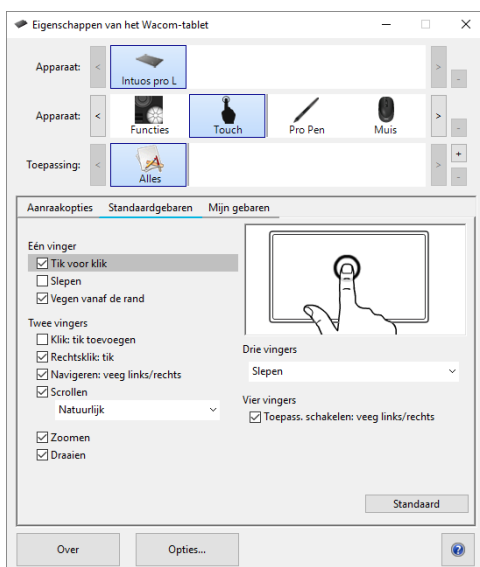 Eigenschappen van het Wacom-tablet
Apparaat:
Intuos pro L
Apparaat:
Functies
Touch
Pro Pen
Muis
Toepassing:
Alles
Aanraakopties
Standaardgebaren
Mijn gebaren
Eén vinger
Tik voor klik
Slepen
Vegen vanaf de rand
Twee vingers
Klik: tik toevoegen
Rechtsklik: tik
Navigeren: veeg links/rechts
Scrollen
Natuurlijk
Zoomen
Draaien
Drie vingers
Slepen
Vier vingers
Toepass. schakelen: veeg links/rechts
Standaard
Over
Opties...